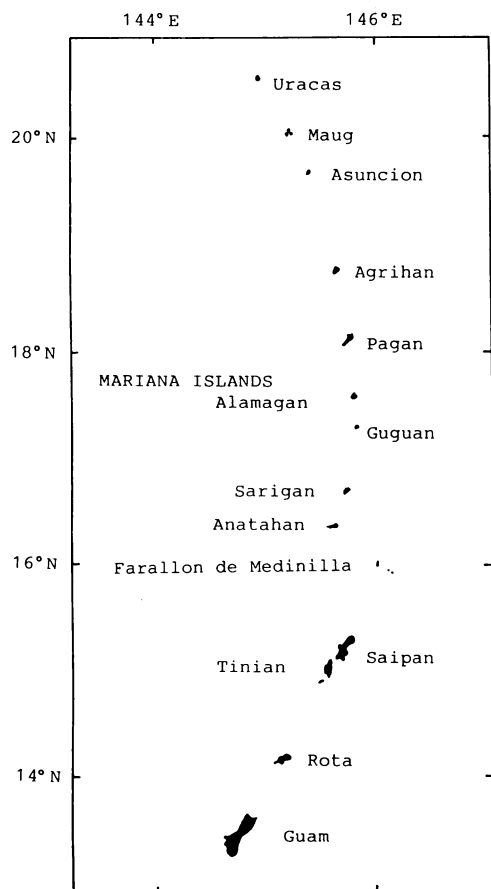 144°E 146°E
Uracas
20°N Maug
Asuncion
Agrihan
18°N Pagan
MARIANA ISLANDS
Alamagan
Guguan
Sarigan
Anatahan
16°N Farallon de Medinilla
Saipan
Tinian
Rota
14°N
Guam